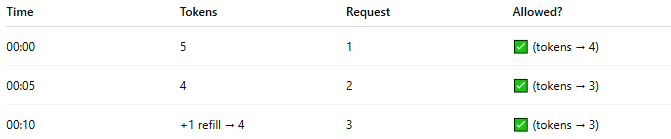 Time Tokens Request Allowed?
00:00 5 1 ✅ (tokens → 4)
00:05 4 2 ✅ (tokens → 3)
00:10 +1 refill → 4 3 ✅ (tokens → 3)